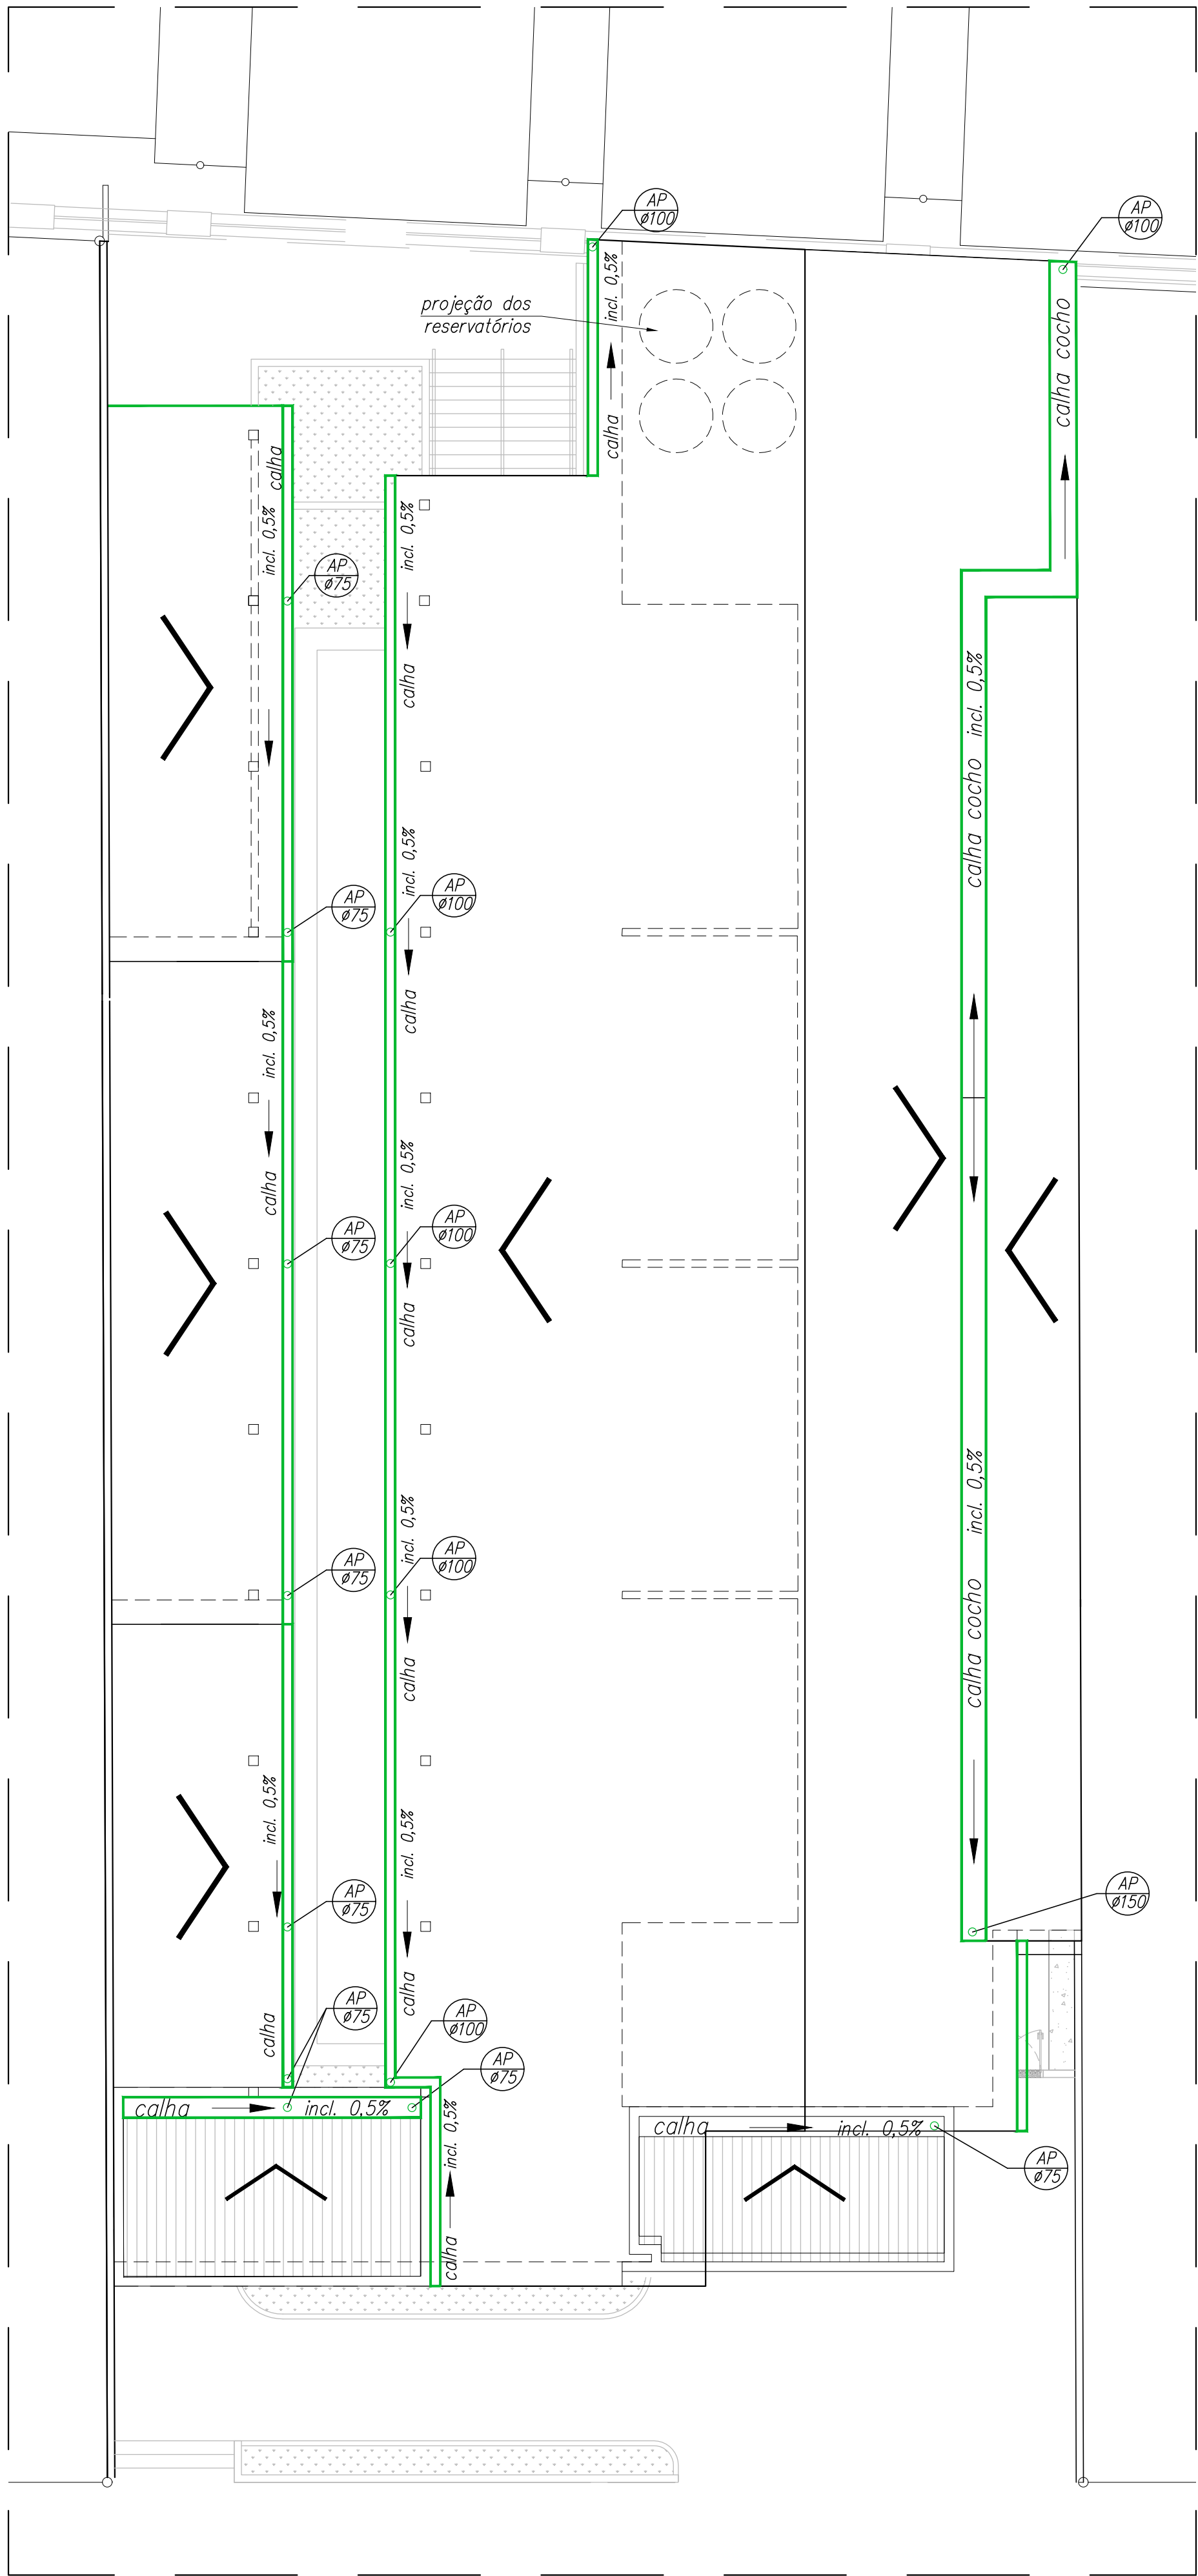 AP
ø100
AP
ø100
incl. 0,5%
projeção dos
reservatórios
calha
calha cocho
calha
incl. 0,5%
incl. 0,5%
AP
ø75
calha
calha cocho incl. 0,5%
incl. 0,5%
AP
ø75
AP
ø100
calha
incl. 0,5%
calha
incl. 0,5%
AP
ø75
AP
ø100
calha
incl. 0,5%
incl. 0,5%
AP
ø75
AP
ø100
calha cocho
calha
incl. 0,5%
incl. 0,5%
AP
ø75
AP
ø150
calha
calha
AP
ø75
AP
ø100
AP
ø75
calha incl. 0,5%
incl. 0,5%
calha
calha incl. 0,5%
AP
ø75